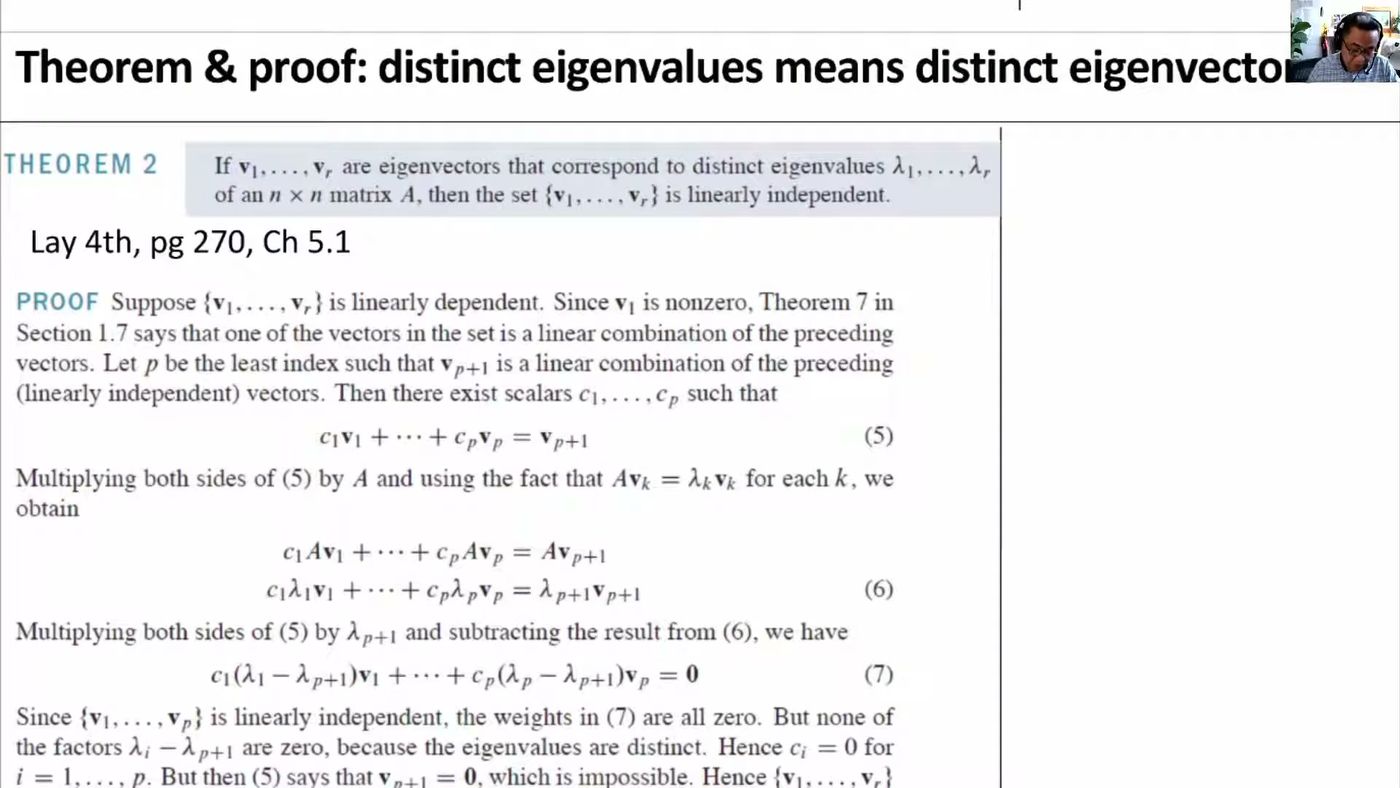 Theorem & proof: distinct eigenvalues means distinct eigenvecto
THEOREM 2
If v₁, . . . , vᵣ are eigenvectors that correspond to distinct eigenvalues λ₁, . . . , λᵣ
of an n × n matrix A, then the set {v₁, . . . , vᵣ} is linearly independent.
Lay 4th, pg 270, Ch 5.1
PROOF Suppose {v₁, . . . , vᵣ} is linearly dependent. Since v₁ is nonzero, Theorem 7 in
Section 1.7 says that one of the vectors in the set is a linear combination of the preceding
vectors. Let p be the least index such that vₚ₊₁ is a linear combination of the preceding
(linearly independent) vectors. Then there exist scalars c₁, . . . , cₚ such that
c₁v₁ + ··· + cₚvₚ = vₚ₊₁ (5)
Multiplying both sides of (5) by A and using the fact that Avₖ = λₖvₖ for each k, we
obtain
c₁Av₁ + ··· + cₚAvₚ = Avₚ₊₁
c₁λ₁v₁ + ··· + cₚλₚvₚ = λₚ₊₁vₚ₊₁ (6)
Multiplying both sides of (5) by λₚ₊₁ and subtracting the result from (6), we have
c₁(λ₁ − λₚ₊₁)v₁ + ··· + cₚ(λₚ − λₚ₊₁)vₚ = 0 (7)
Since {v₁, . . . , vₚ} is linearly independent, the weights in (7) are all zero. But none of
the factors λᵢ − λₚ₊₁ are zero, because the eigenvalues are distinct. Hence cᵢ = 0 for
i = 1, . . . , p. But then (5) says that vₚ₊₁ = 0, which is impossible. Hence {v₁, . . . , vᵣ}